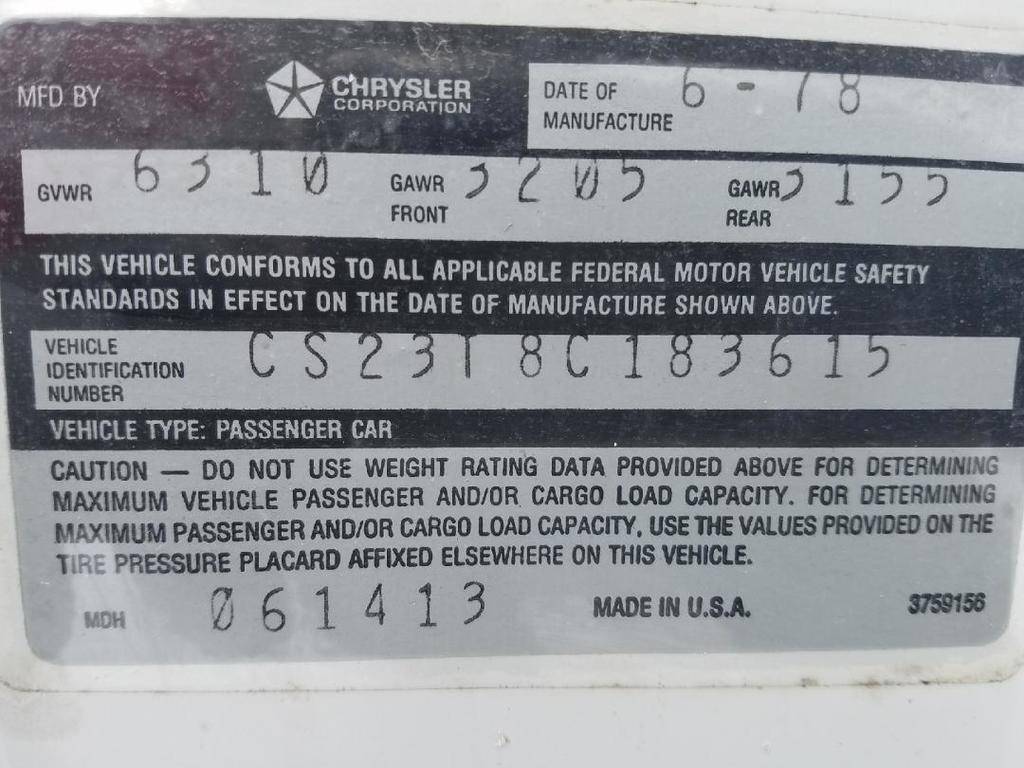 MFD BY CHRYSLER CORPORATION DATE OF MANUFACTURE 6-78
GVWR 6310 GAWR FRONT 3205 GAWR REAR 3155
THIS VEHICLE CONFORMS TO ALL APPLICABLE FEDERAL MOTOR VEHICLE SAFETY
STANDARDS IN EFFECT ON THE DATE OF MANUFACTURE SHOWN ABOVE.
VEHICLE IDENTIFICATION NUMBER CS23T8C183615
VEHICLE TYPE: PASSENGER CAR
CAUTION — DO NOT USE WEIGHT RATING DATA PROVIDED ABOVE FOR DETERMINING
MAXIMUM VEHICLE PASSENGER AND/OR CARGO LOAD CAPACITY. FOR DETERMINING
MAXIMUM PASSENGER AND/OR CARGO LOAD CAPACITY, USE THE VALUES PROVIDED ON THE
TIRE PRESSURE PLACARD AFFIXED ELSEWHERE ON THIS VEHICLE.
MDH 061413 MADE IN U.S.A. 3759156